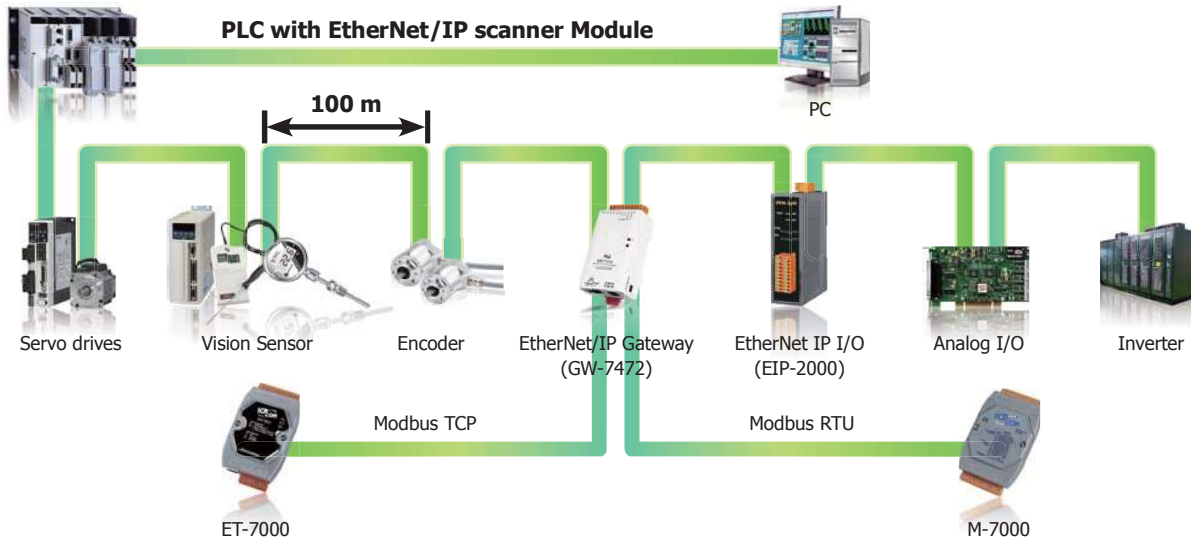 PLC with EtherNet/IP scanner Module
PC
100 m
Servo drives
Vision Sensor
Encoder
EtherNet/IP Gateway
(GW-7472)
EtherNet IP I/O
(EIP-2000)
Analog I/O
Inverter
Modbus TCP
Modbus RTU
ET-7000
M-7000